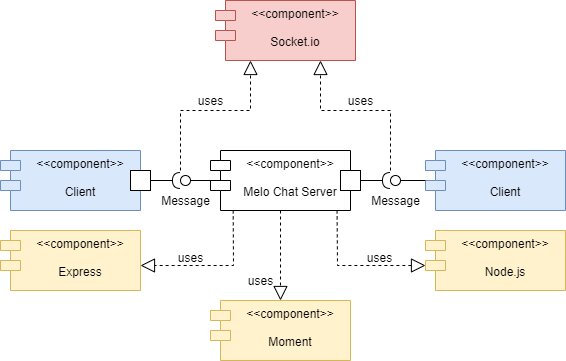 <<component>>
Socket.io
uses
uses
<<component>>
Client
Message
<<component>>
Melo Chat Server
Message
<<component>>
Client
<<component>>
Express
uses
uses
uses
<<component>>
Node.js
<<component>>
Moment